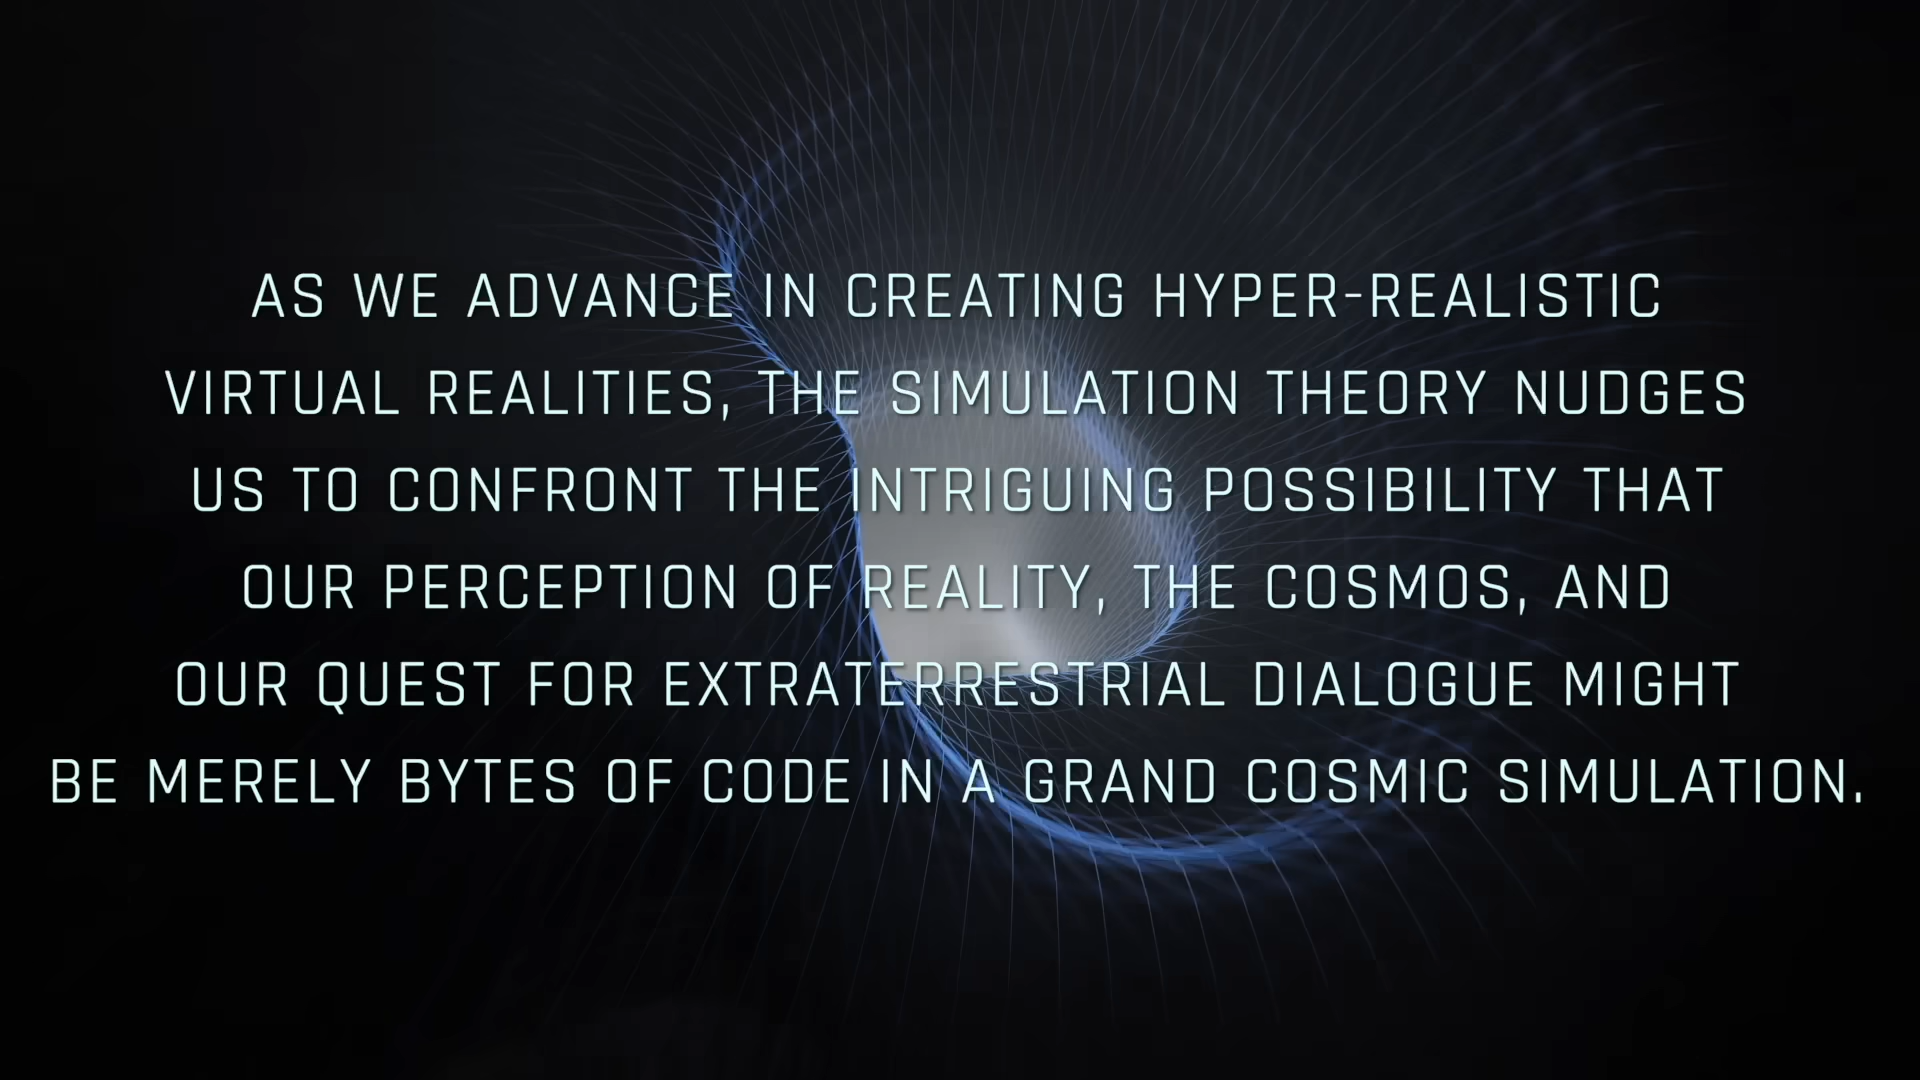 AS WE ADVANCE IN CREATING HYPER-REALISTIC
VIRTUAL REALITIES, THE SIMULATION THEORY NUDGES
US TO CONFRONT THE INTRIGUING POSSIBILITY THAT
OUR PERCEPTION OF REALITY, THE COSMOS, AND
OUR QUEST FOR EXTRATERRESTRIAL DIALOGUE MIGHT
BE MERELY BYTES OF CODE IN A GRAND COSMIC SIMULATION.